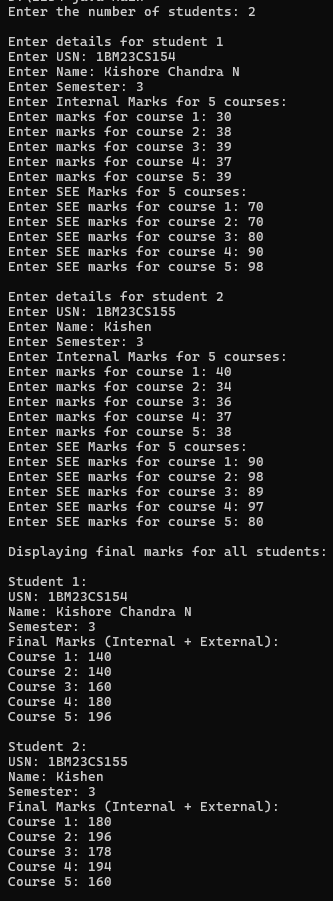 Enter the number of students: 2
Enter details for student 1
Enter USN: 1BM23CS154
Enter Name: Kishore Chandra N
Enter Semester: 3
Enter Internal Marks for 5 courses:
Enter marks for course 1: 30
Enter marks for course 2: 38
Enter marks for course 3: 39
Enter marks for course 4: 37
Enter marks for course 5: 39
Enter SEE Marks for 5 courses:
Enter SEE marks for course 1: 70
Enter SEE marks for course 2: 70
Enter SEE marks for course 3: 80
Enter SEE marks for course 4: 90
Enter SEE marks for course 5: 98
Enter details for student 2
Enter USN: 1BM23CS155
Enter Name: Kishen
Enter Semester: 3
Enter Internal Marks for 5 courses:
Enter marks for course 1: 40
Enter marks for course 2: 34
Enter marks for course 3: 36
Enter marks for course 4: 37
Enter marks for course 5: 38
Enter SEE Marks for 5 courses:
Enter SEE marks for course 1: 90
Enter SEE marks for course 2: 98
Enter SEE marks for course 3: 89
Enter SEE marks for course 4: 97
Enter SEE marks for course 5: 80
Displaying final marks for all students:
Student 1:
USN: 1BM23CS154
Name: Kishore Chandra N
Semester: 3
Final Marks (Internal + External):
Course 1: 140
Course 2: 140
Course 3: 160
Course 4: 180
Course 5: 196
Student 2:
USN: 1BM23CS155
Name: Kishen
Semester: 3
Final Marks (Internal + External):
Course 1: 180
Course 2: 196
Course 3: 178
Course 4: 194
Course 5: 160